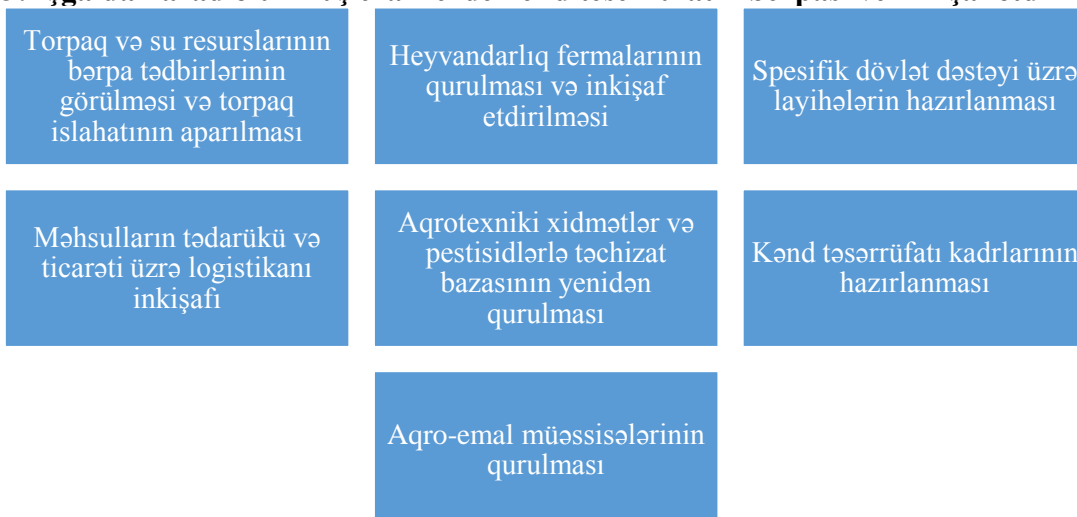 Torpaq və su resurslarının
bərpa tədbirlərinin
görülməsi və torpaq
islahatının aparılması
Heyvandarlıq fermalarının
qurulması və inkişaf
etdirilməsi
Spesifik dövlət dəstəyi üzrə
layihələrin hazırlanması
Məhsulların tədarükü və
ticarəti üzrə logistikanı
inkişafı
Aqrotexniki xidmətlər və
pestisidlərlə təchizat
bazasının yenidən
qurulması
Kənd təsərrüfatı kadrlarının
hazırlanması
Aqro-emal müəssisələrinin
qurulması